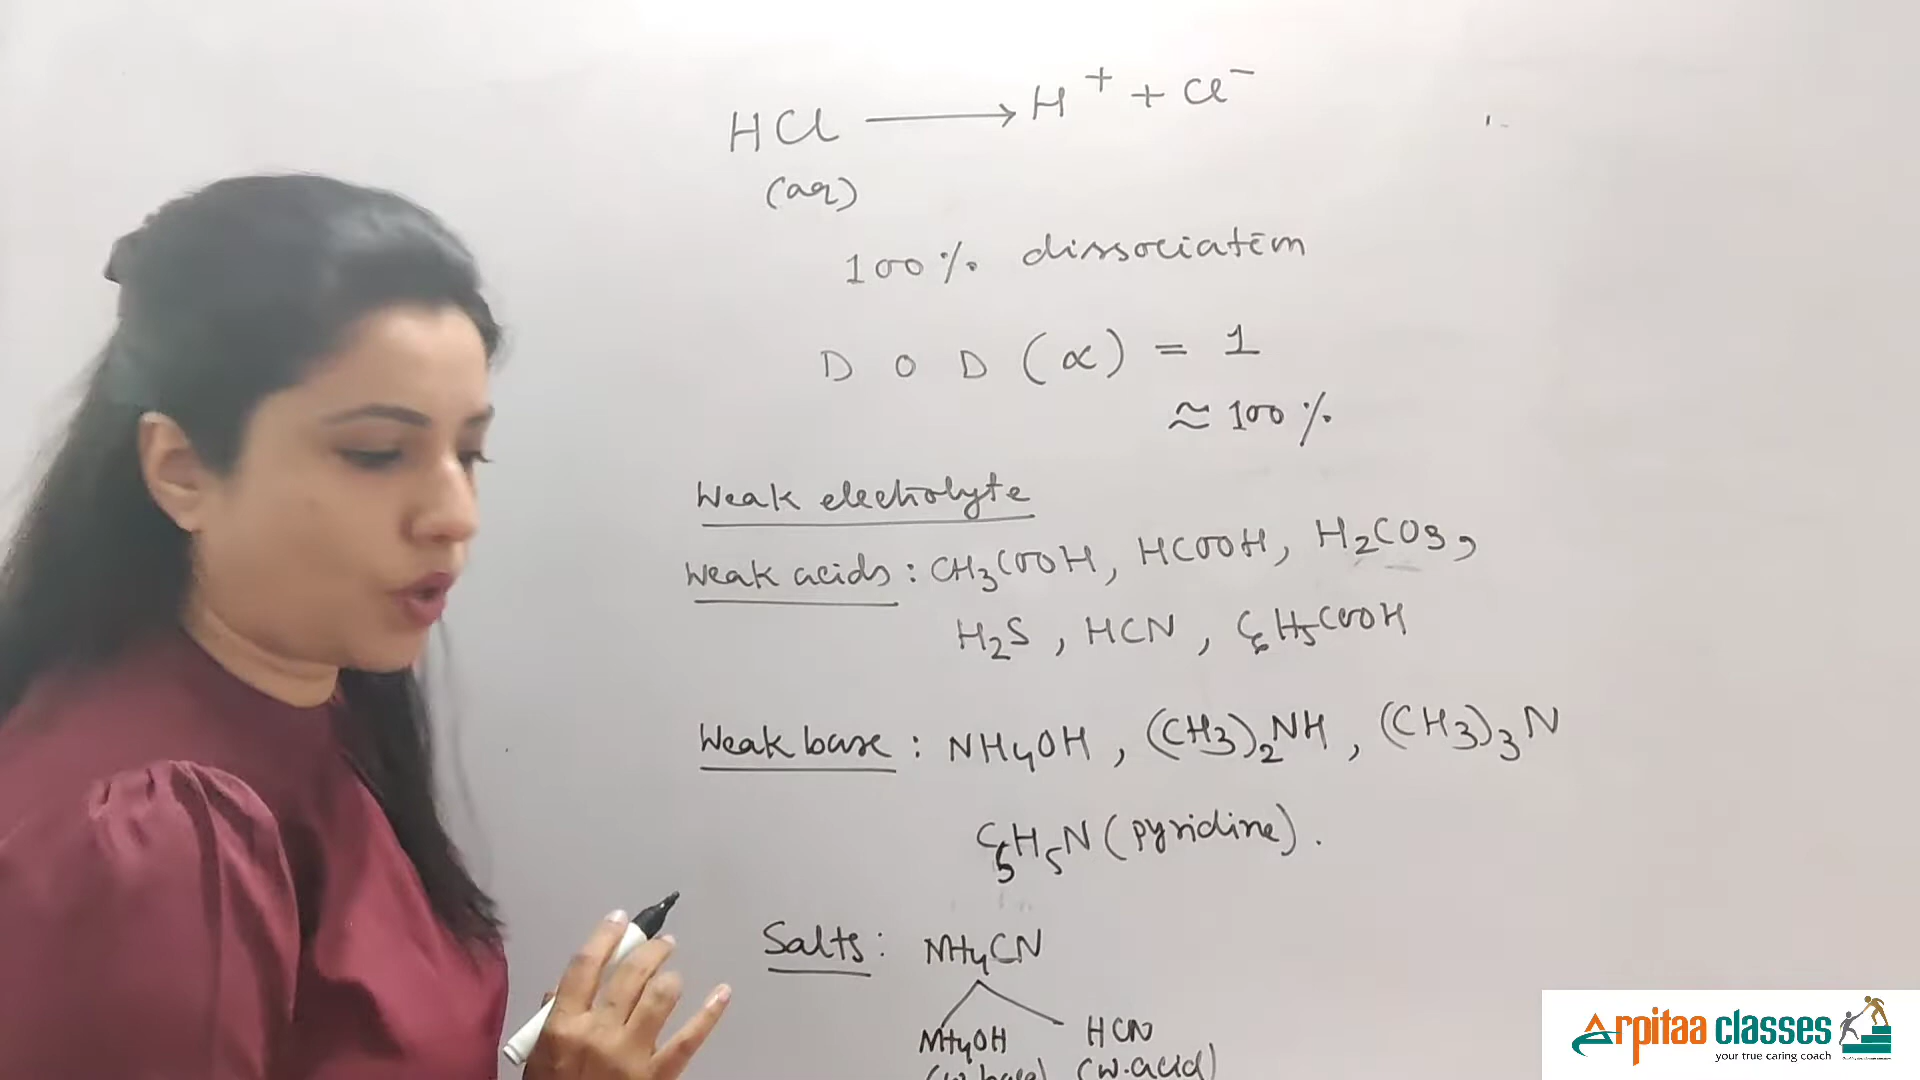 HCl ⟶ H⁺ + Cl⁻
(aq)
100% dissociation
D O D (α) = 1
≈ 100%
Weak electrolyte
Weak acids : CH₃COOH, HCOOH, H₂CO₃,
H₂S, HCN, C₆H₅COOH
Weak base : NH₄OH, (CH₃)₂NH, (CH₃)₃N
C₅H₅N (pyridine).
Salts : NH₄CN
NH₄OH HCN
(w.base) (w.acid)
Arpitaa classes
your true caring coach